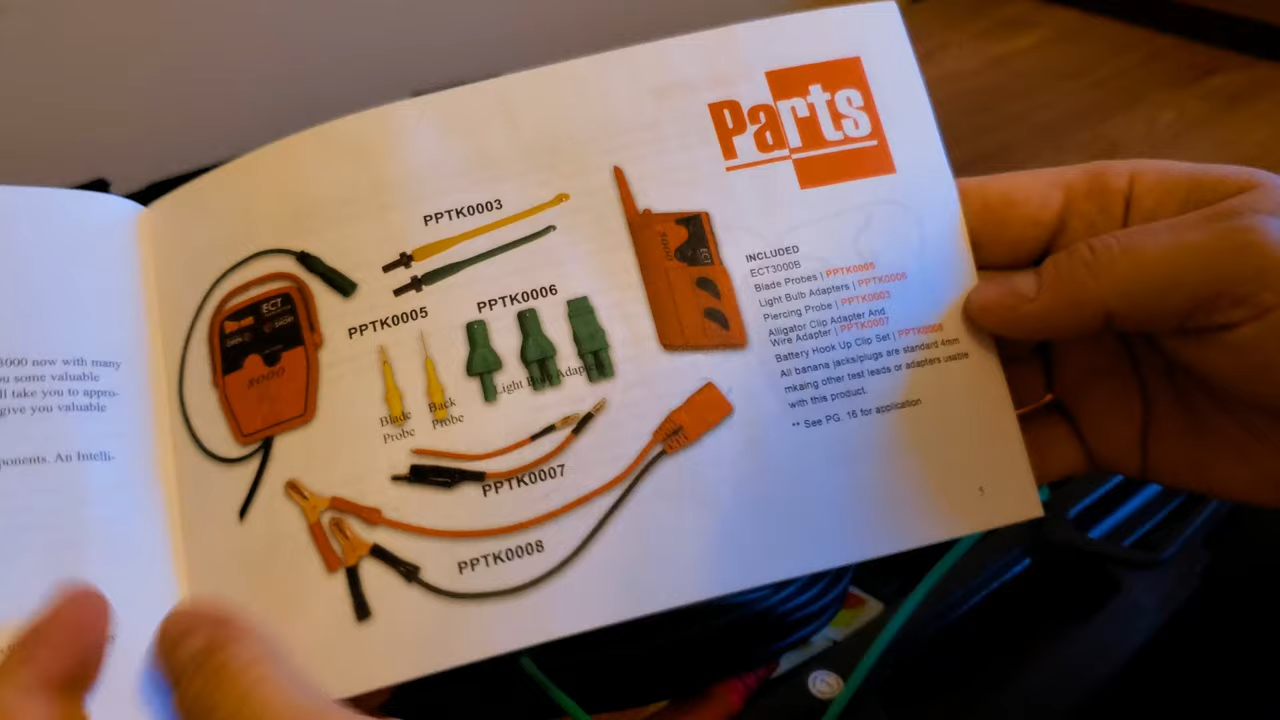 3000 now with many
u some valuable
ll take you to appro-
give you valuable
ponents. An Intelli-
Parts
PPTK0003
PPTK0005
PPTK0006
Blade
Probe
Back
Probe
Light Bulb Adapter
ECT
3000
ECT
3000
PPTK0007
PPTK0008
INCLUDED
ECT3000B
Blade Probes | PPTK0005
Light Bulb Adapters | PPTK0006
Piercing Probe | PPTK0003
Alligator Clip Adapter And
Wire Adapter | PPTK0007
Battery Hook Up Clip Set | PPTK0008
All banana jacks/plugs are standard 4mm
mkaing other test leads or adapters usable
with this product.
** See PG. 16 for application
5